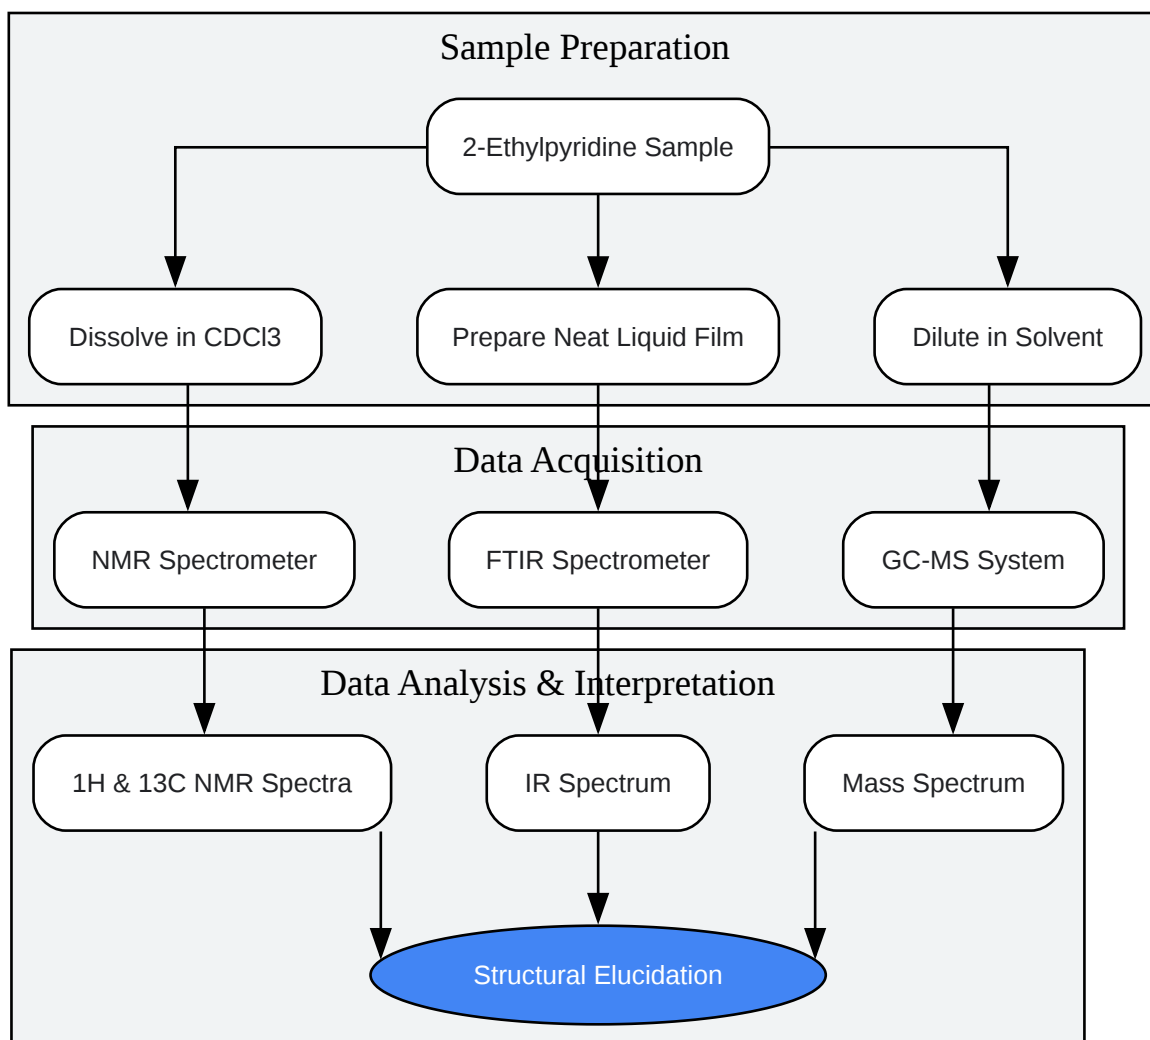 Sample Preparation
2-Ethylpyridine Sample
Dissolve in CDCl3
Prepare Neat Liquid Film
Dilute in Solvent
Data Acquisition
NMR Spectrometer
FTIR Spectrometer
GC-MS System
Data Analysis & Interpretation
1H & 13C NMR Spectra
IR Spectrum
Mass Spectrum
Structural Elucidation